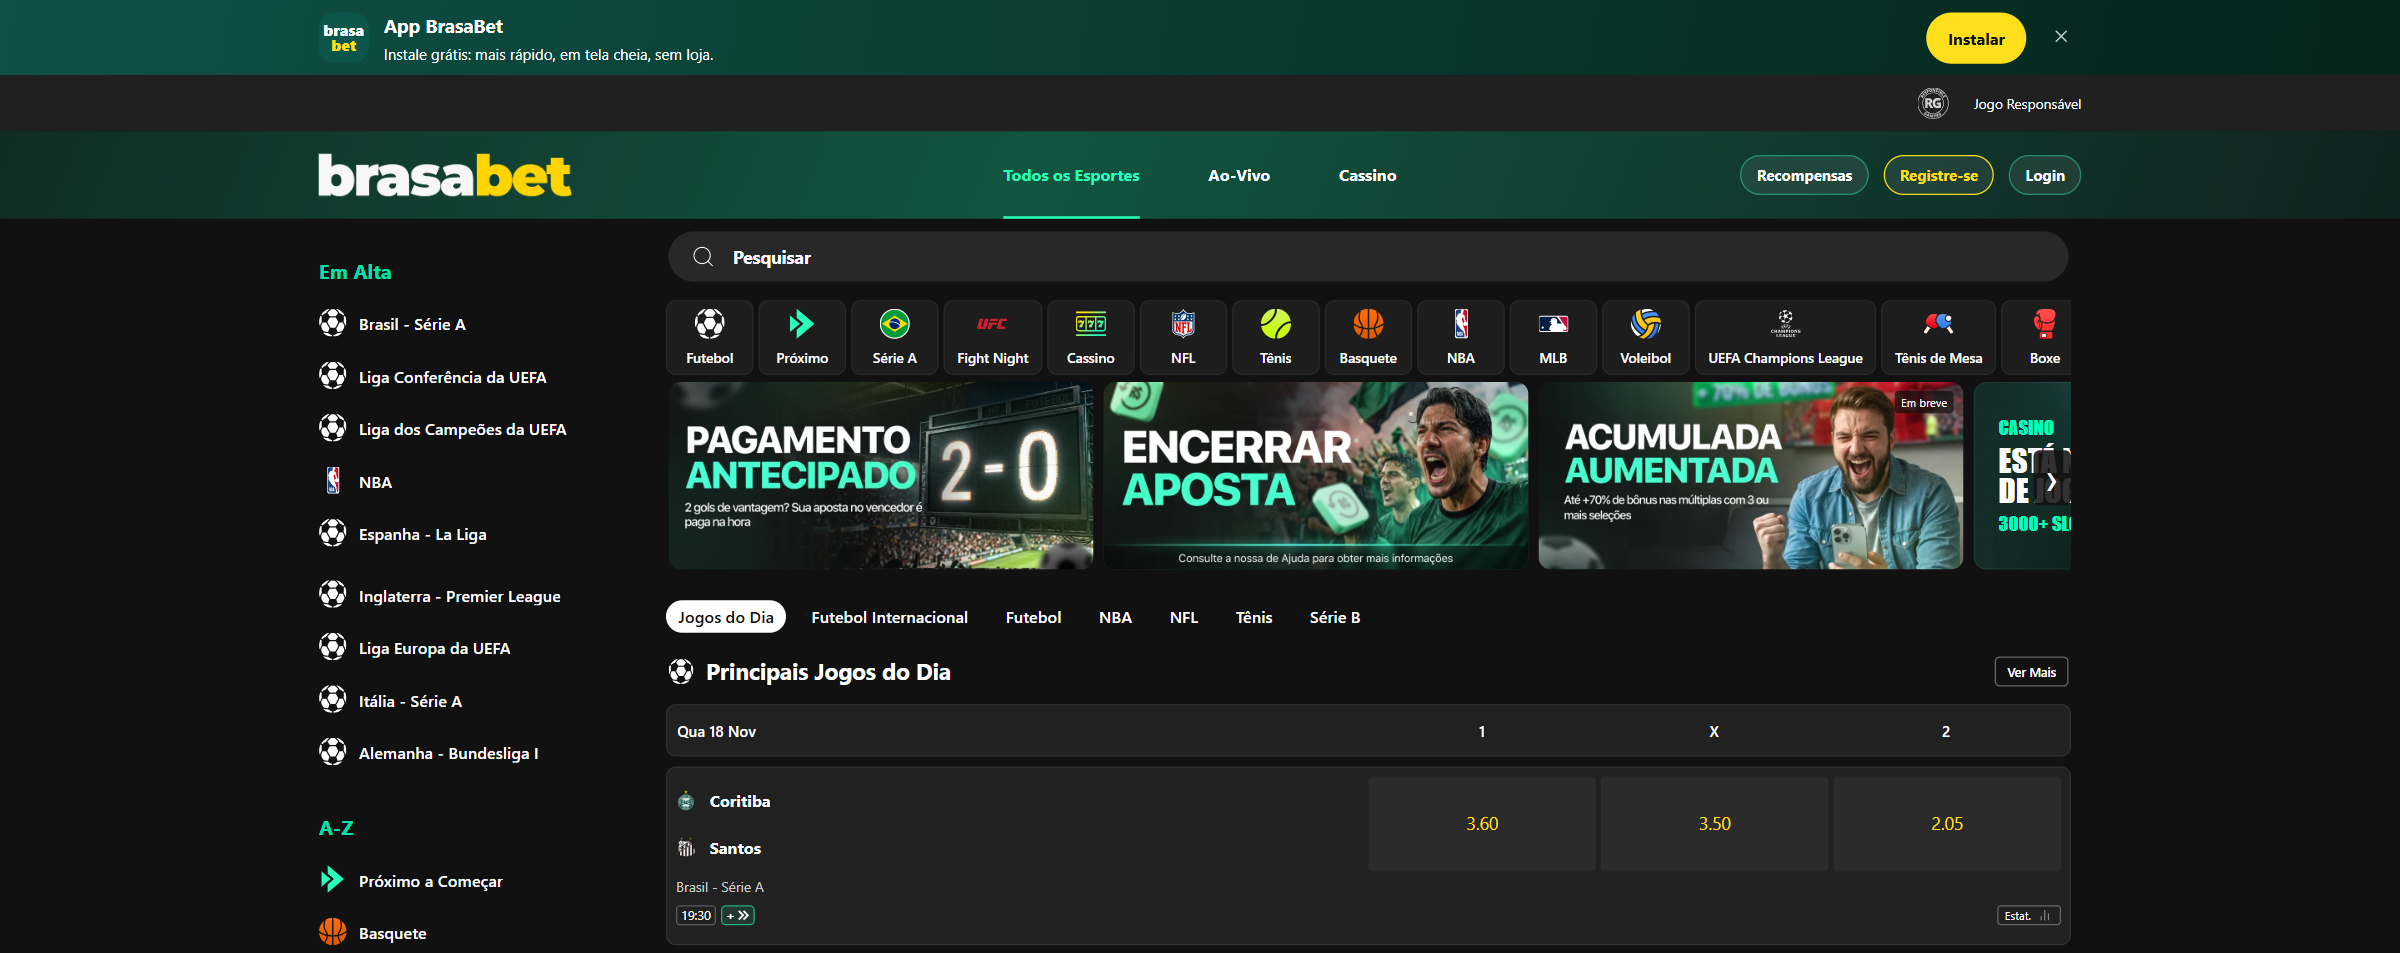 brasa
bet
App BrasaBet
Instale grátis: mais rápido, em tela cheia, sem loja.
Instalar
RG
Jogo Responsável
brasabet
Todos os Esportes
Ao-Vivo
Cassino
Recompensas
Registre-se
Login
Pesquisar
Em Alta
Brasil - Série A
Liga Conferência da UEFA
Liga dos Campeões da UEFA
NBA
Espanha - La Liga
Inglaterra - Premier League
Liga Europa da UEFA
Itália - Série A
Alemanha - Bundesliga I
A-Z
Próximo a Começar
Basquete
Futebol
Próximo
Série A
UFC
Fight Night
777
Cassino
NFL
NFL
Tênis
Basquete
NBA
MLB
Voleibol
CHAMPIONS
LEAGUE
UEFA Champions League
Tênis de Mesa
Boxe
PAGAMENTO
ANTECIPADO
2 gols de vantagem? Sua aposta no vencedor é
paga na hora
2-0
ENCERRAR
APOSTA
Consulte a nossa de Ajuda para obter mais informações
Em breve
ACUMULADA
AUMENTADA
Até +70% de bônus nas múltiplas com 3 ou
mais seleções
CASINO
ESTÁ
DE
3000+
Jogos do Dia
Futebol Internacional
Futebol
NBA
NFL
Tênis
Série B
Principais Jogos do Dia
Ver Mais
Qua 18 Nov
1
X
2
Coritiba
Santos
3.60
3.50
2.05
Brasil - Série A
19:30
+
Estat.